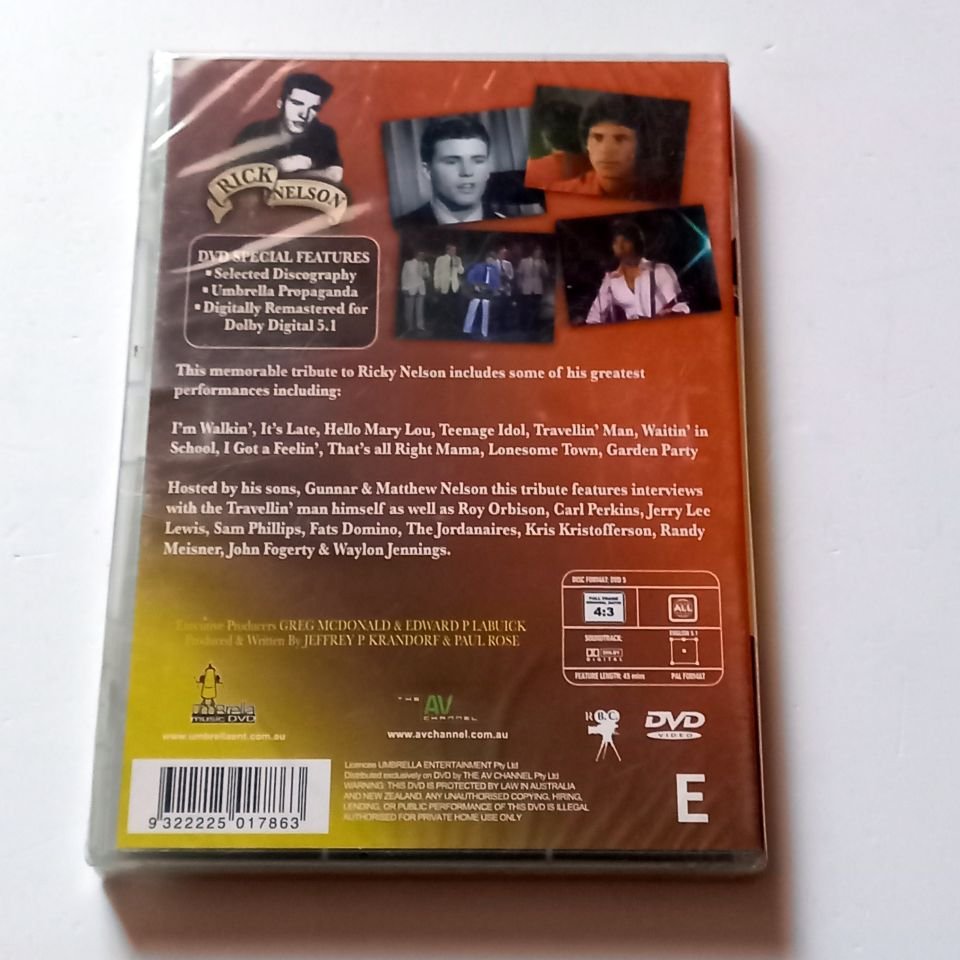 RICK
NELSON
DVD SPECIAL FEATURES
▪ Selected Discography
▪ Umbrella Propaganda
▪ Digitally Remastered for
Dolby Digital 5.1
This memorable tribute to Ricky Nelson includes some of his greatest
performances including:
I'm Walkin', It's Late, Hello Mary Lou, Teenage Idol, Travellin' Man, Waitin' in
School, I Got a Feelin', That's all Right Mama, Lonesome Town, Garden Party
Hosted by his sons, Gunnar & Matthew Nelson this tribute features interviews
with the Travellin' man himself as well as Roy Orbison, Carl Perkins, Jerry Lee
Lewis, Sam Phillips, Fats Domino, The Jordanaires, Kris Kristofferson, Randy
Meisner, John Fogerty & Waylon Jennings.
Executive Producers GREG MCDONALD & EDWARD P LABUICK
Produced & Written By JEFFREY P KRANDORF & PAUL ROSE
DISC FORMAT: DVD 5
FULL FRAME
4:3
ALL
SOUNDTRACK:
ENGLISH 5.1
DOLBY
DIGITAL
FEATURE LENGTH: 45 mins
PAL FORMAT
umbrella
music DVD
www.umbrellaent.com.au
THE
AV
CHANNEL
www.avchannel.com.au
RBC
DVD
VIDEO
Licencee UMBRELLA ENTERTAINMENT Pty Ltd
Distributed exclusively on DVD by THE AV CHANNEL Pty Ltd
WARNING: THIS DVD IS PROTECTED BY LAW IN AUSTRALIA
AND NEW ZEALAND. ANY UNAUTHORISED COPYING, HIRING,
LENDING, OR PUBLIC PERFORMANCE OF THIS DVD IS ILLEGAL
AUTHORISED FOR PRIVATE HOME USE ONLY
E
9 322225 017863